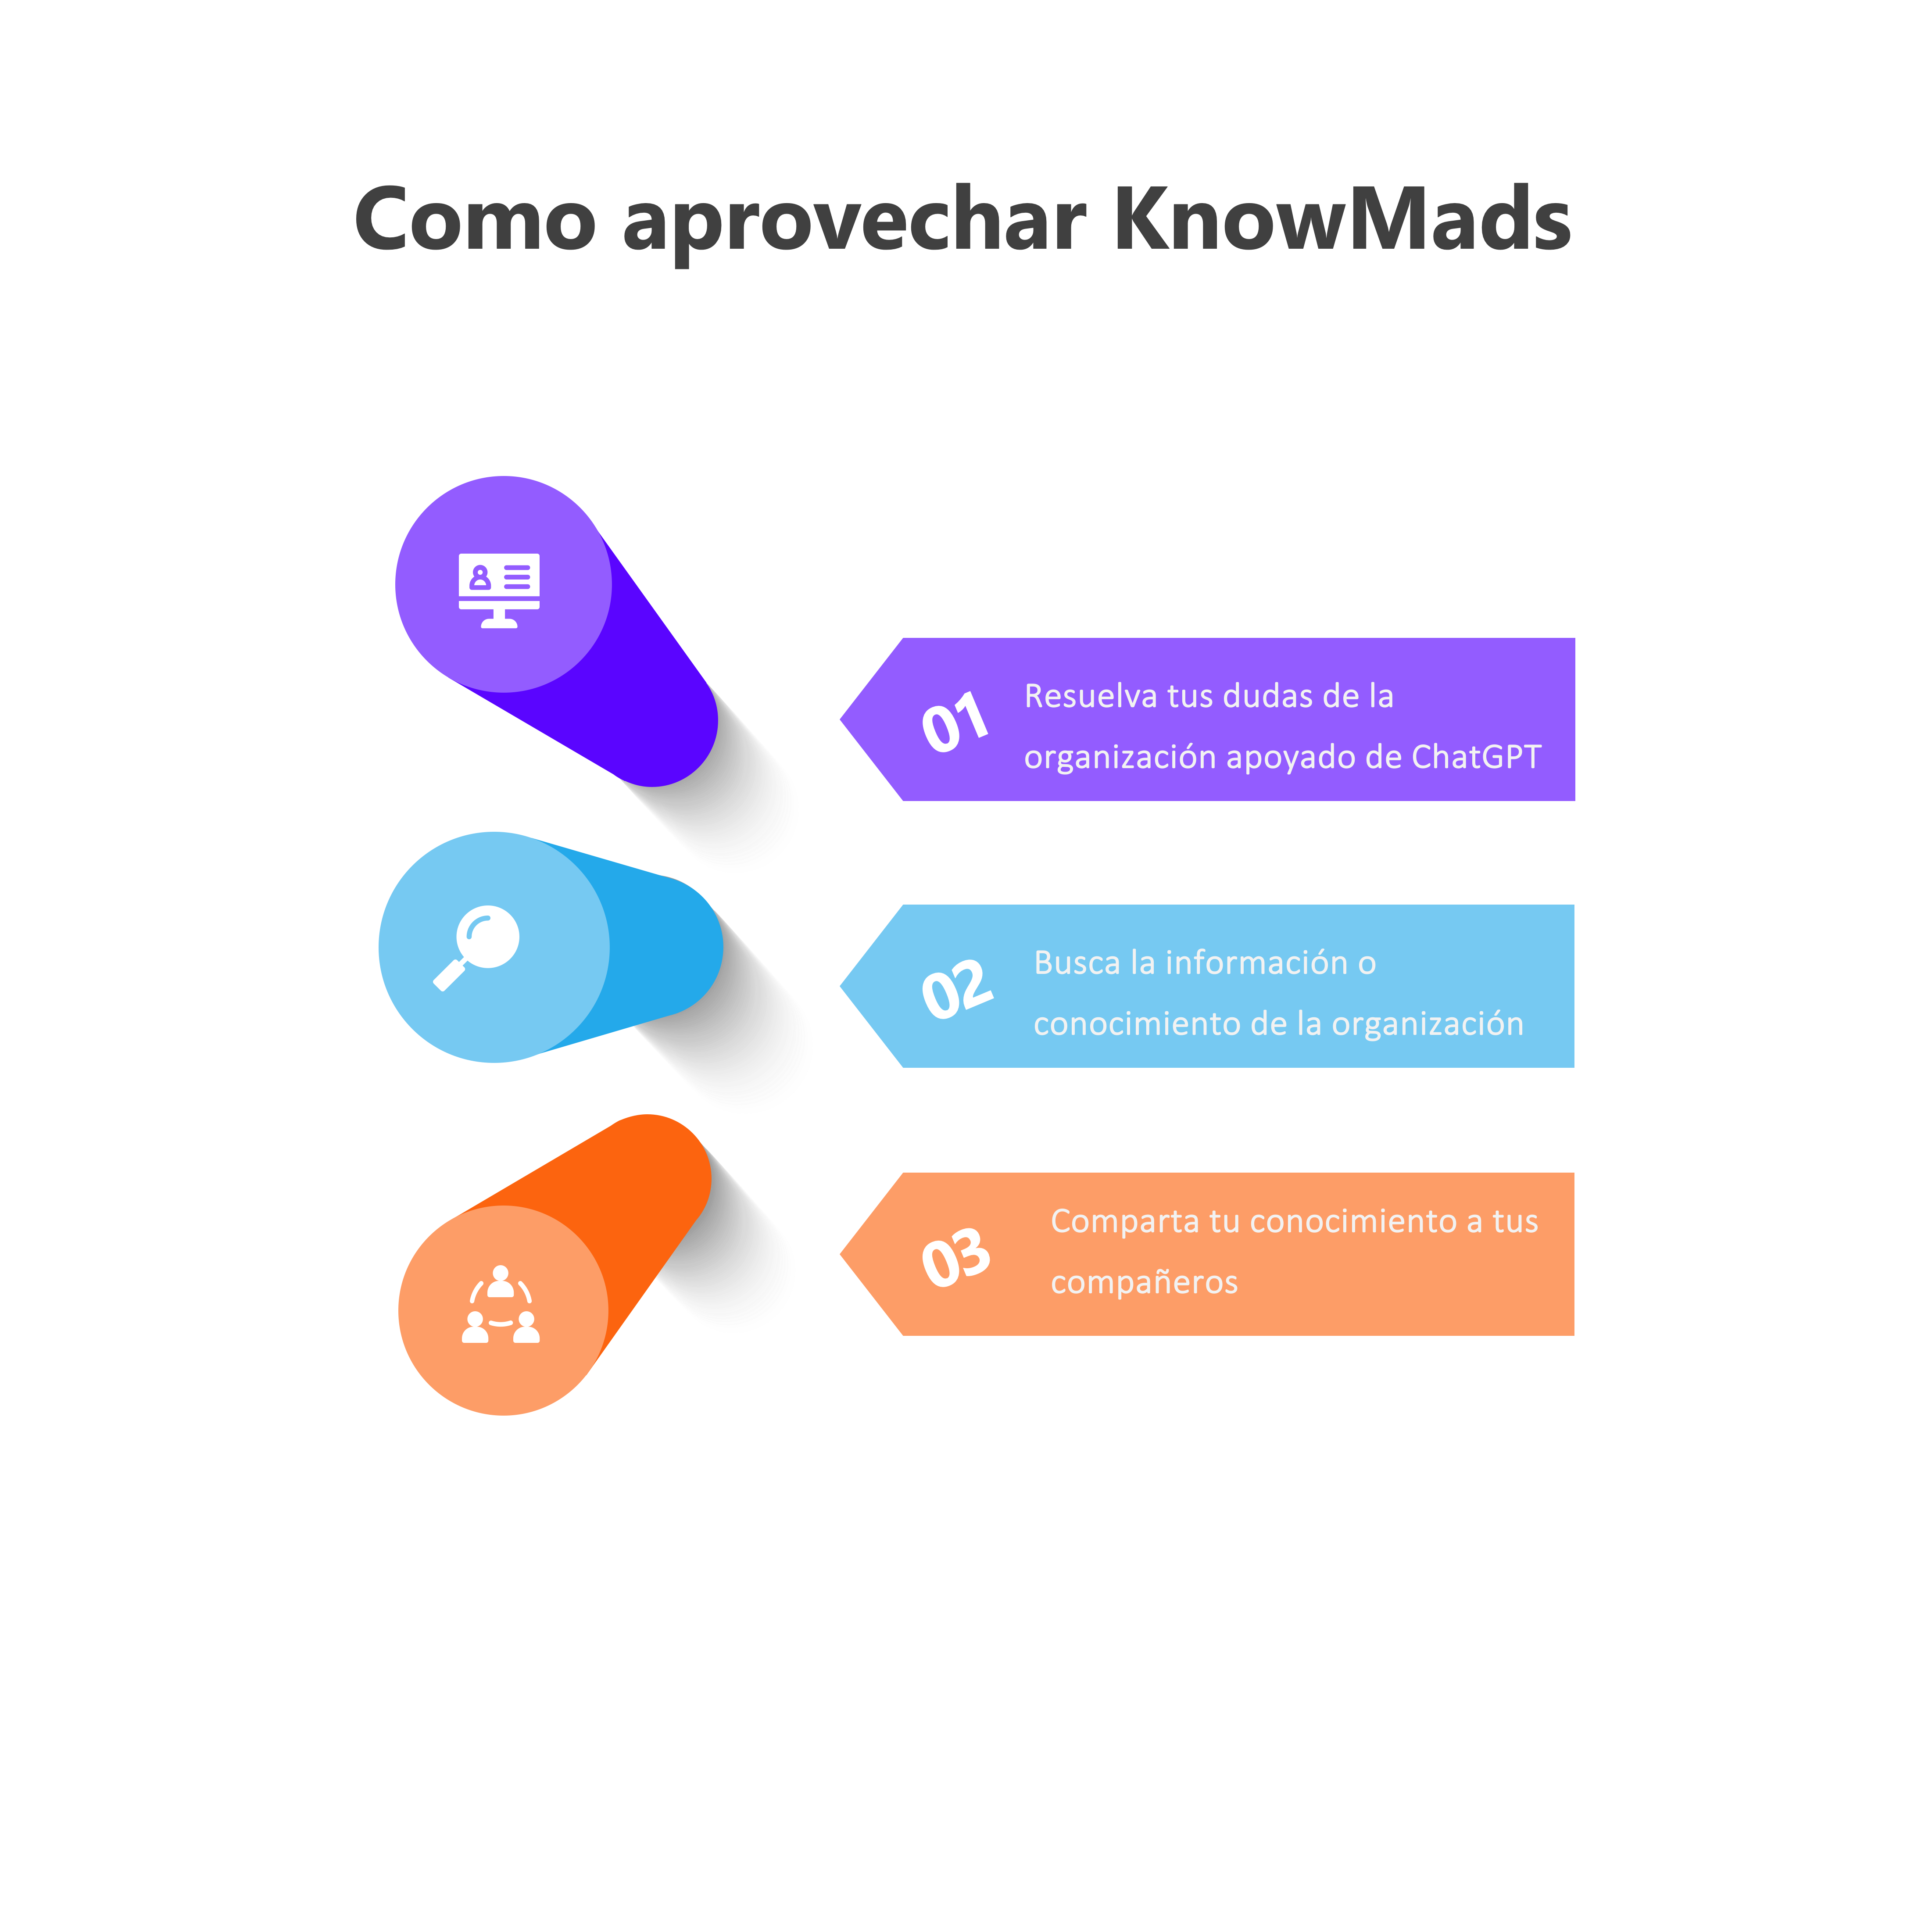 Como aprovechar KnowMads
01
Resuelva tus dudas de la
organización apoyado de ChatGPT
02
Busca la información o
conocimiento de la organización
03
Comparta tu conocimiento a tus
compañeros